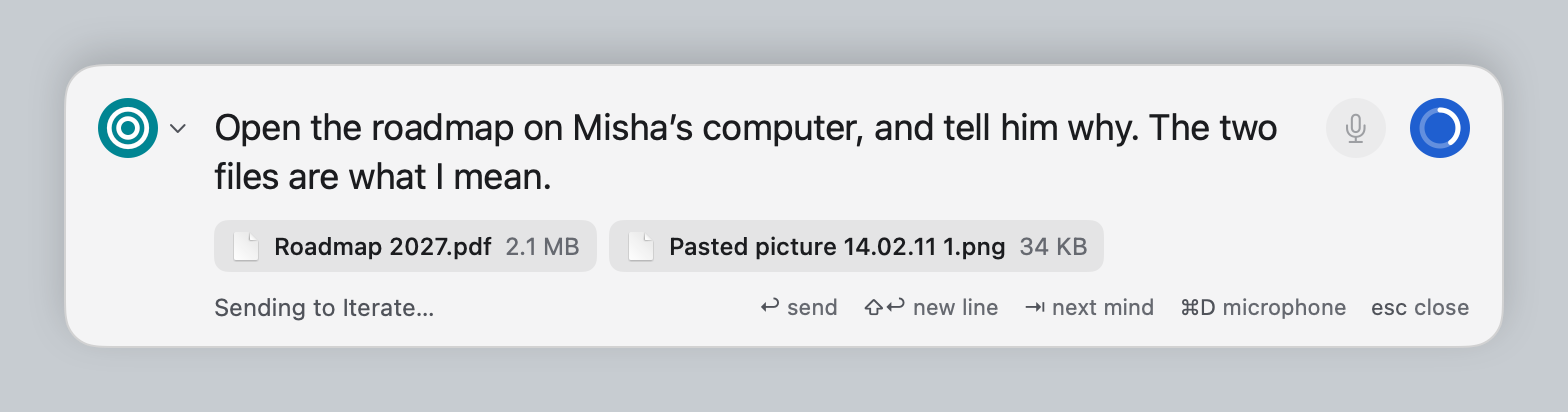 Open the roadmap on Misha’s computer, and tell him why. The two
files are what I mean.
Roadmap 2027.pdf 2.1 MB Pasted picture 14.02.11 1.png 34 KB
Sending to Iterate… ↩ send ⇧↩ new line ⇥ next mind ⌘D microphone esc close